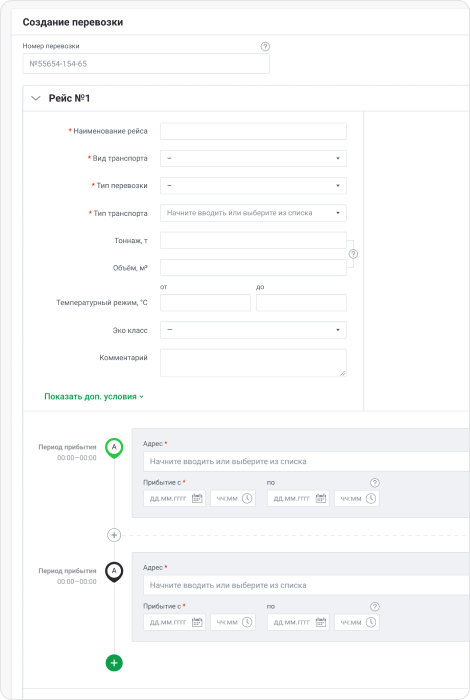 Создание перевозки
Номер перевозки
?
№55654-154-65
Рейс №1
* Наименование рейса
* Вид транспорта –
* Тип перевозки –
* Тип транспорта Начните вводить или выберите из списка
Тоннаж, т
?
Объём, м³
от до
Температурный режим, °C
Эко класс —
Комментарий
Показать доп. условия
Период прибытия
00:00—00:00
A
Адрес *
Начните вводить или выберите из списка
Прибытие с * по ?
ДД.ММ.ГГГГ ЧЧ:ММ ДД.ММ.ГГГГ ЧЧ:ММ
+
Период прибытия
00:00—00:00
A
Адрес *
Начните вводить или выберите из списка
Прибытие с * по ?
ДД.ММ.ГГГГ ЧЧ:ММ ДД.ММ.ГГГГ ЧЧ:ММ
+